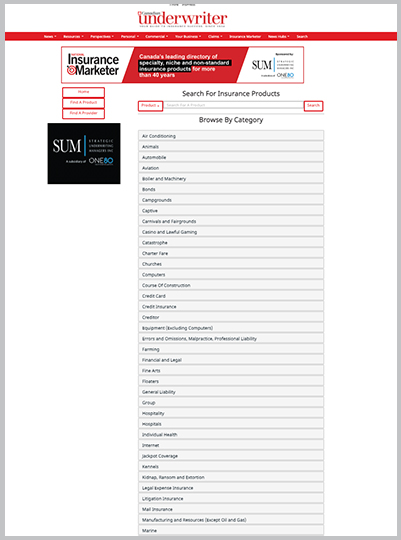 Canadian
underwriter
News Resources Perspectives Personal Commercial Your Business Claims Insurance Marketer News Hubs Search
Insurance
Marketer
Canada's leading directory of
specialty, niche and non-standard
insurance products for more
than 40 years
Sponsored by
SUM
A subsidiary of ONE80
Home
Find A Product
Find A Provider
Search For Insurance Products
Product
Search For A Product
Search
SUM STRATEGIC
UNDERWRITING
MANAGERS INC
A subsidiary of ONE80
Browse By Category
Air Conditioning
Animals
Automobile
Aviation
Boiler and Machinery
Bonds
Campgrounds
Captive
Carnivals and Fairgrounds
Casino and Lawful Gaming
Catastrophe
Charter Fare
Churches
Computers
Course Of Construction
Credit Card
Credit Insurance
Creditor
Equipment (Excluding Computers)
Errors and Omissions, Malpractice, Professional Liability
Farming
Financial and Legal
Fine Arts
Floaters
General Liability
Group
Hospitality
Hospitals
Individual Health
Internet
Jackpot Coverage
Kennels
Kidnap, Ransom and Extortion
Legal Expense Insurance
Litigation Insurance
Mail Insurance
Manufacturing and Resources (Except Oil and Gas)
Marine